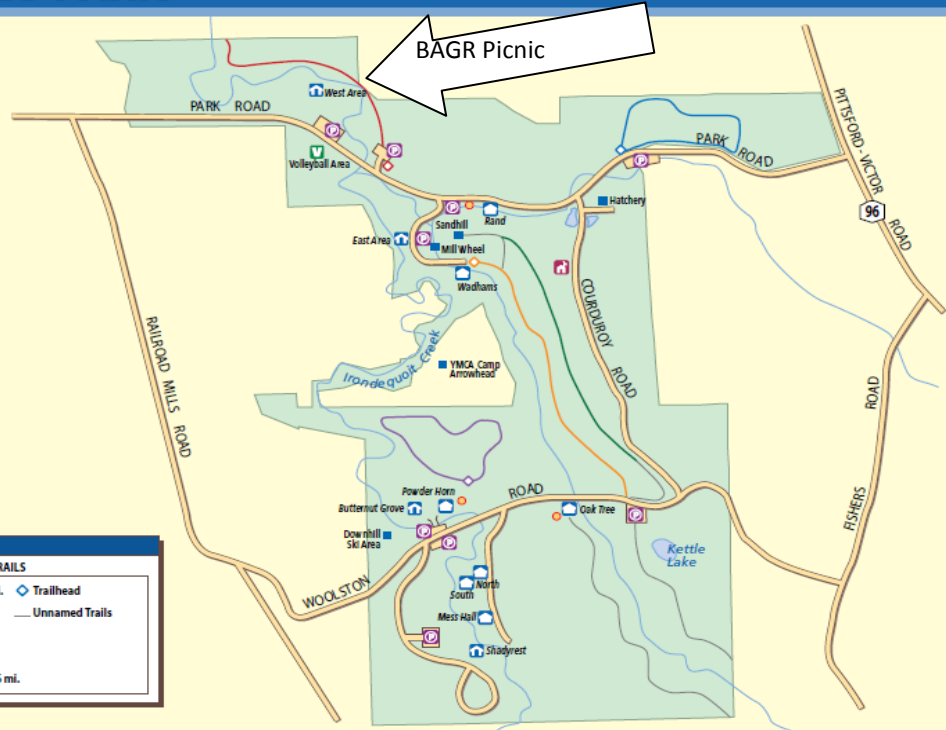 BAGR Picnic
West Area
PARK ROAD
P
P
Volleyball Area
PARK ROAD
P
PITTSFORD - VICTOR ROAD
96
Hatchery
P
Sandhill
Rand
East Area
P
Mill Wheel
Wadhams
COURDUROY ROAD
RAILROAD MILLS ROAD
Irondequoit Creek
YMCA Camp
Arrowhead
FISHERS ROAD
Powder Horn
Butternut Grove
WOOLSTON ROAD
Oak Tree
P
Downhill
Ski Area
P
P
Kettle
Lake
North
South
Mess Hall
P
Shadyrest
Trailhead
Unnamed Trails
mi.